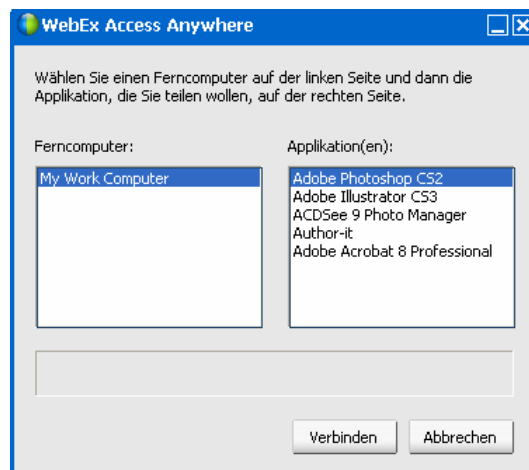 WebEx Access Anywhere
Wählen Sie einen Ferncomputer auf der linken Seite und dann die
Applikation, die Sie teilen wollen, auf der rechten Seite.
Ferncomputer:
Applikation(en):
My Work Computer
Adobe Photoshop CS2
Adobe Illustrator CS3
ACDSee 9 Photo Manager
Author-it
Adobe Acrobat 8 Professional
Verbinden
Abbrechen